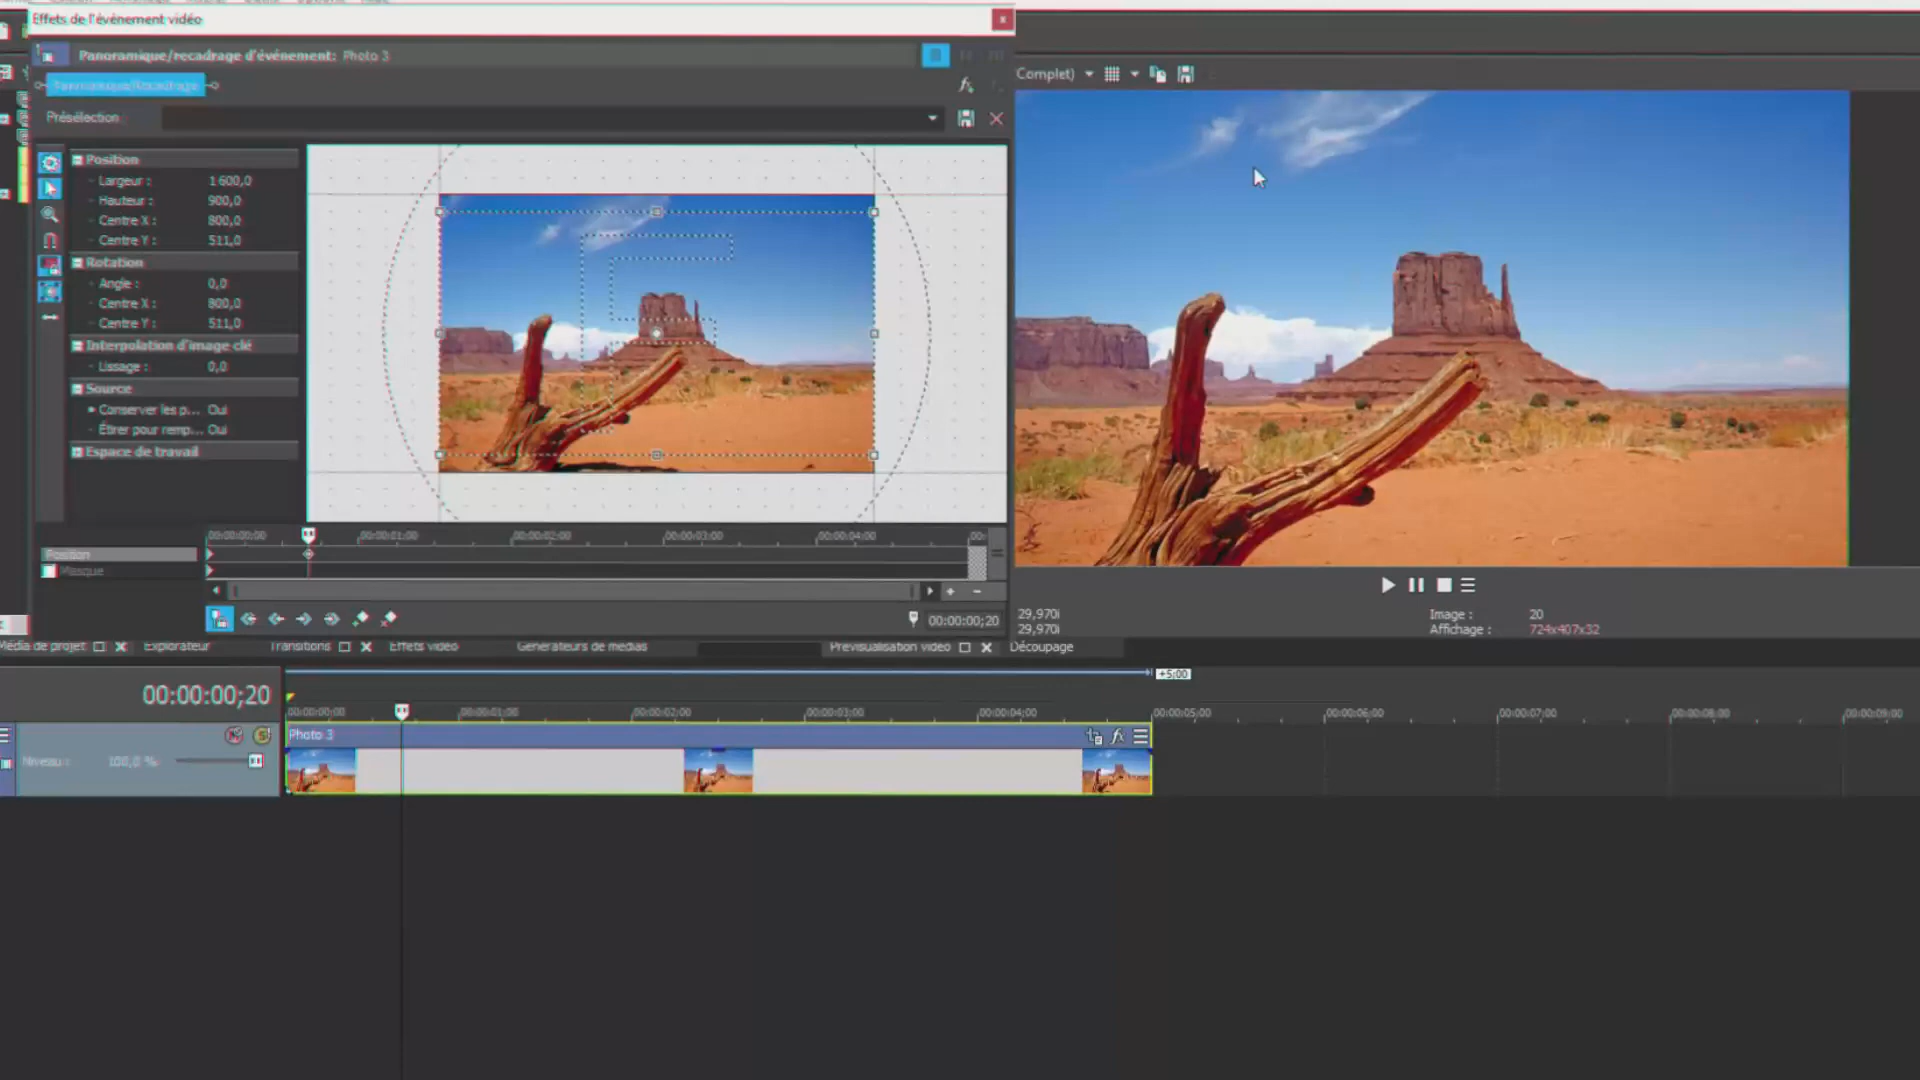 Effets de l'événement vidéo
Panoramique/recadrage d'événement: Photo 3
Panoramique/Recadrage
Présélection
Complet)
Position
Largeur : 1 600,0
Hauteur : 900,0
Centre X : 800,0
Centre Y : 511,0
Rotation
Angle : 0,0
Centre X : 800,0
Centre Y : 511,0
Interpolation d'image clé
Lissage : 0,0
Source
Conserver les p... Oui
Étirer pour remp... Oui
Espace de travail
00:00:00;00 00:00:01;00 00:00:02;00 00:00:03;00 00:00:04;00 00:
Position
Masque
00:00:00;20
29,970i
29,970i
Image : 20
Affichage : 724x407x32
Média de projet Explorateur Transitions Effets vidéo Générateurs de médias Prévisualisation vidéo Découpage
+5:00
00:00:00;20
00:00:00;00 00:00:01;00 00:00:02;00 00:00:03;00 00:00:04;00 00:00:05;00 00:00:06;00 00:00:07;00 00:00:08;00 00:00:09;00
Photo 3
Niveau : 100,0 %